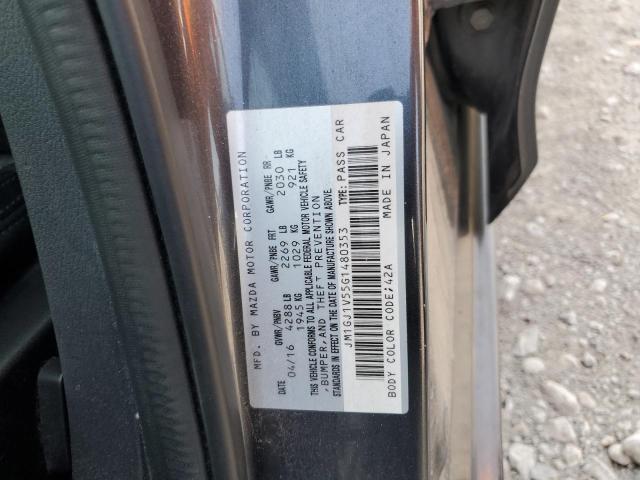 MFD. BY MAZDA MOTOR CORPORATION
DATE GVWR/PNBV GAWR/PNBE FRT GAWR/PNBE RR
04/16 4288 LB 2269 LB 2030 LB
1945 KG 1029 KG 921 KG
THIS VEHICLE CONFORMS TO ALL APPLICABLE FEDERAL MOTOR VEHICLE SAFETY
, BUMPER, AND THEFT PREVENTION
STANDARDS IN EFFECT ON THE DATE OF MANUFACTURE SHOWN ABOVE.
JM1GJ1V55G1480353 TYPE: PASS CAR
BODY COLOR CODE;42A MADE IN JAPAN